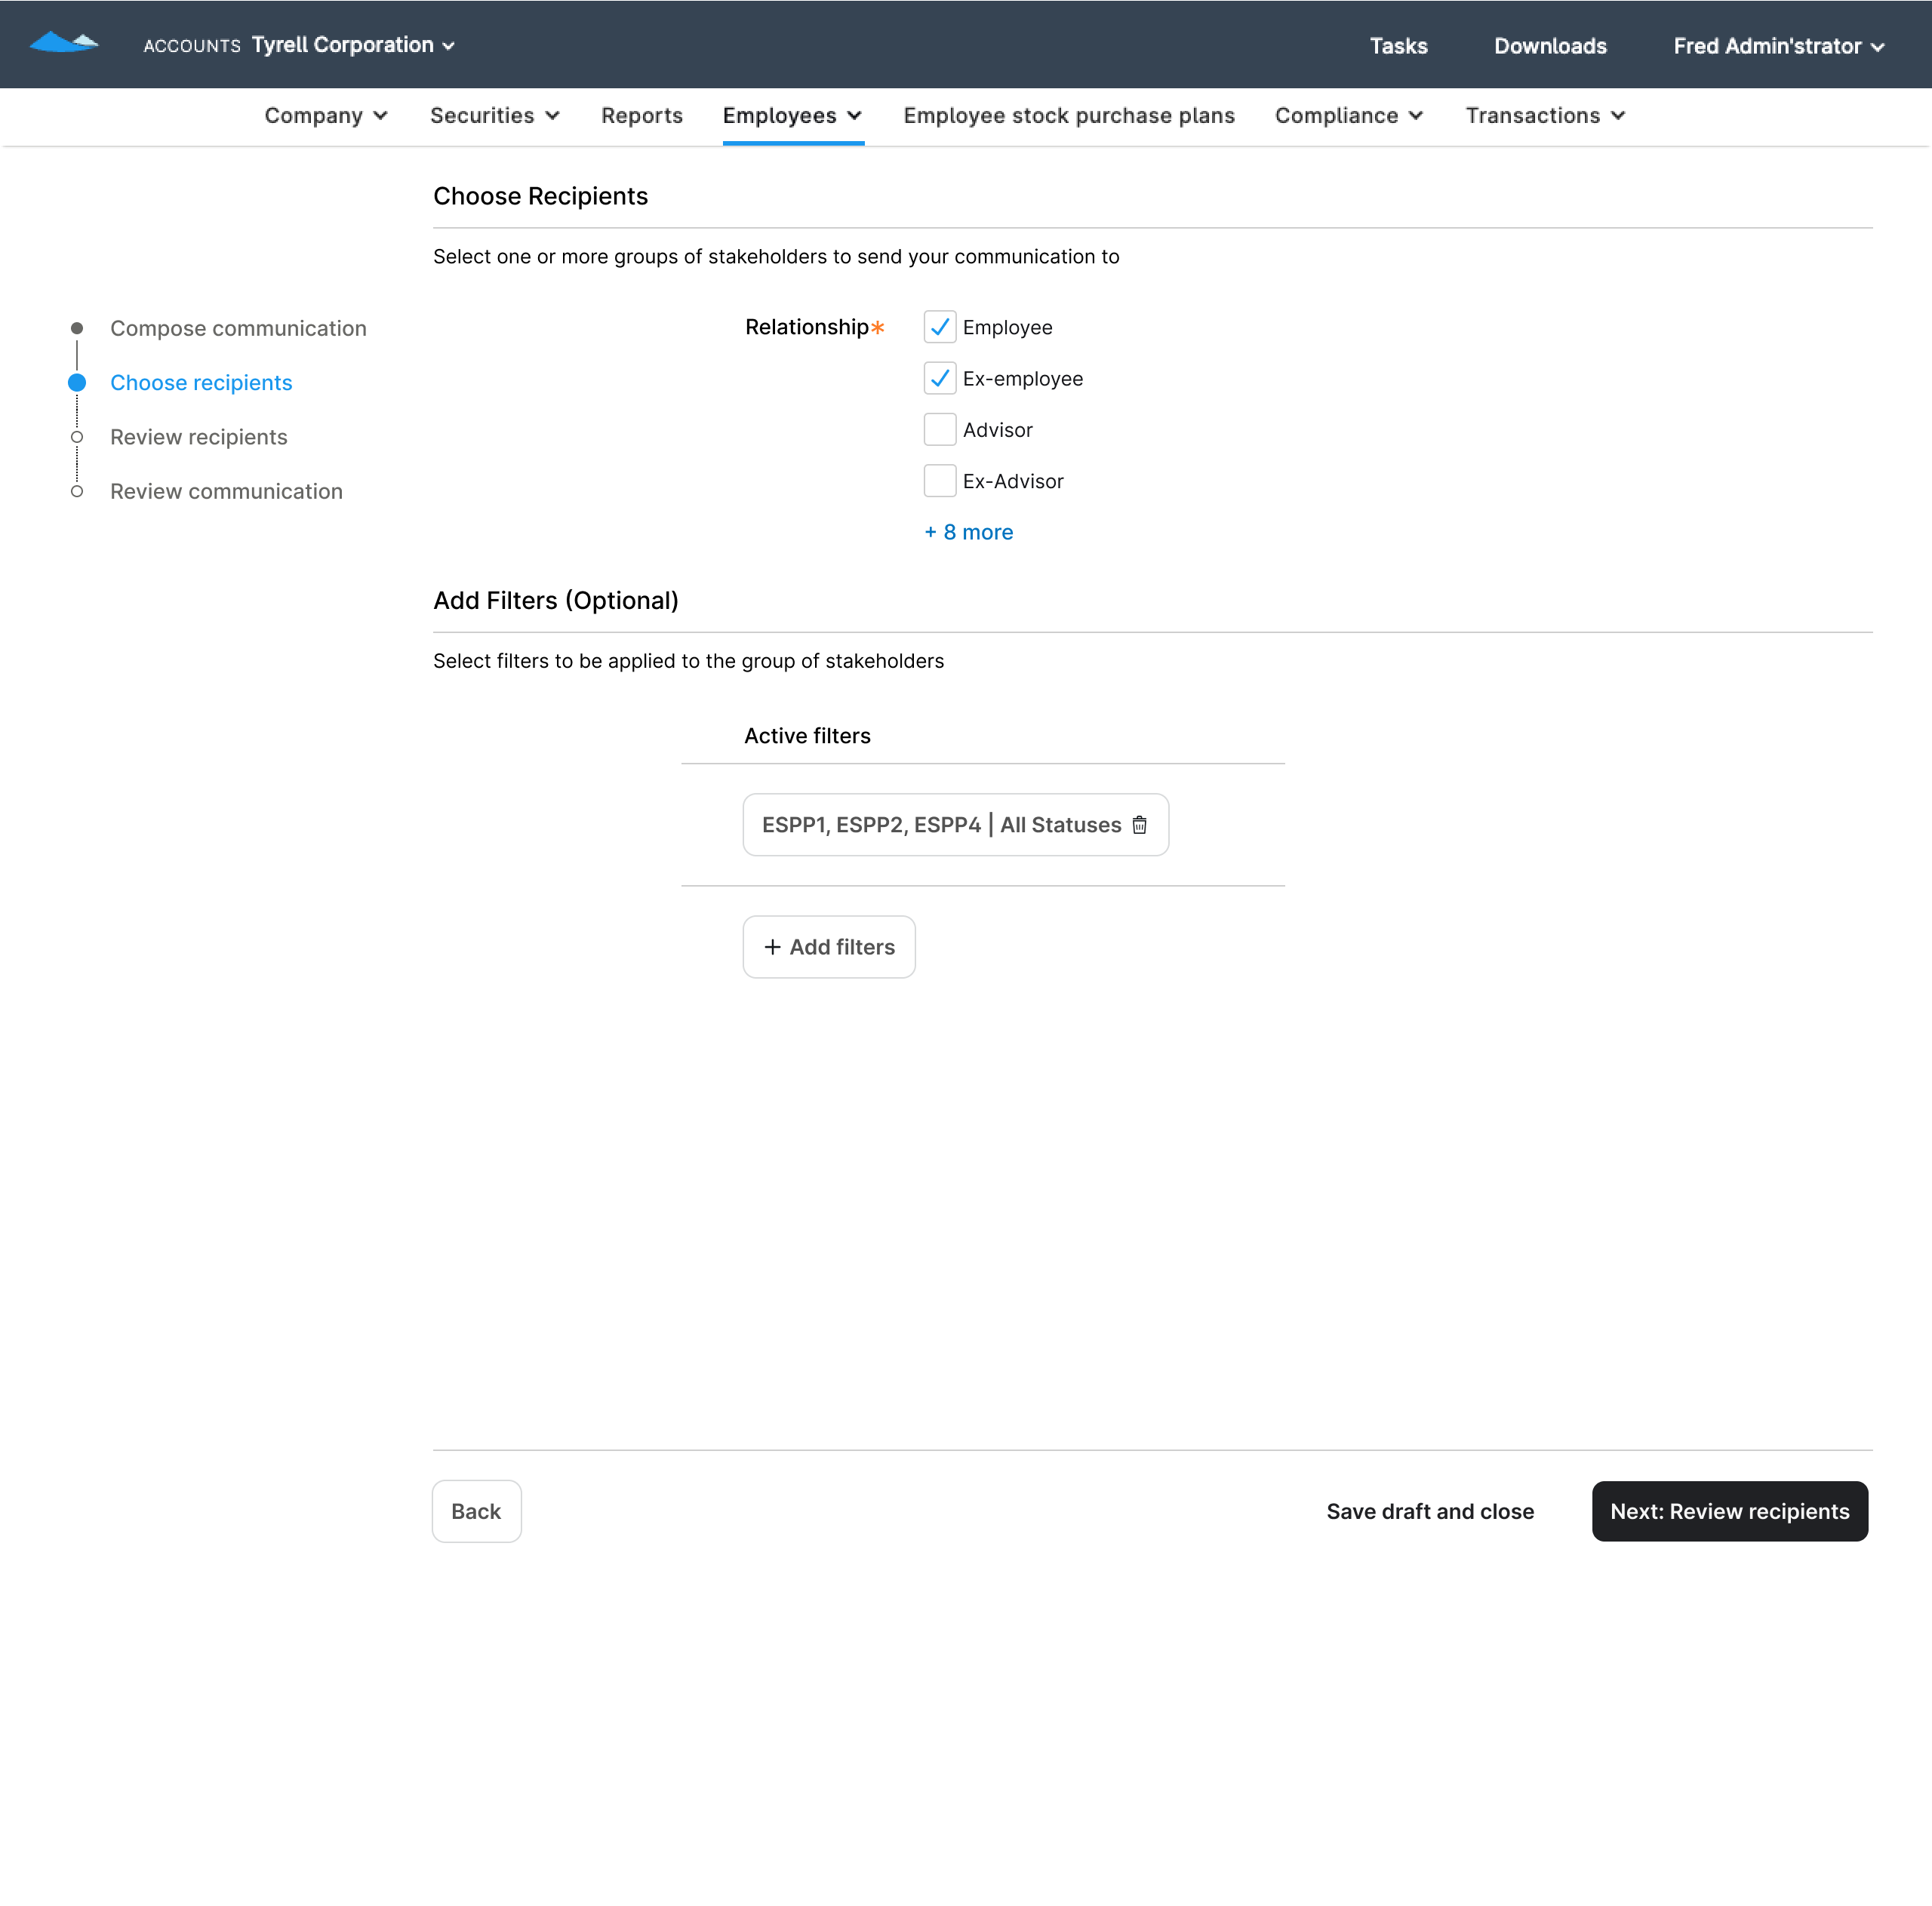 ACCOUNTS Tyrell Corporation
Tasks
Downloads
Fred Admin'strator
Company
Securities
Reports
Employees
Employee stock purchase plans
Compliance
Transactions
Choose Recipients
Select one or more groups of stakeholders to send your communication to
Compose communication
Choose recipients
Review recipients
Review communication
Relationship*
Employee
Ex-employee
Advisor
Ex-Advisor
+ 8 more
Add Filters (Optional)
Select filters to be applied to the group of stakeholders
Active filters
ESPP1, ESPP2, ESPP4 | All Statuses
+ Add filters
Back
Save draft and close
Next: Review recipients